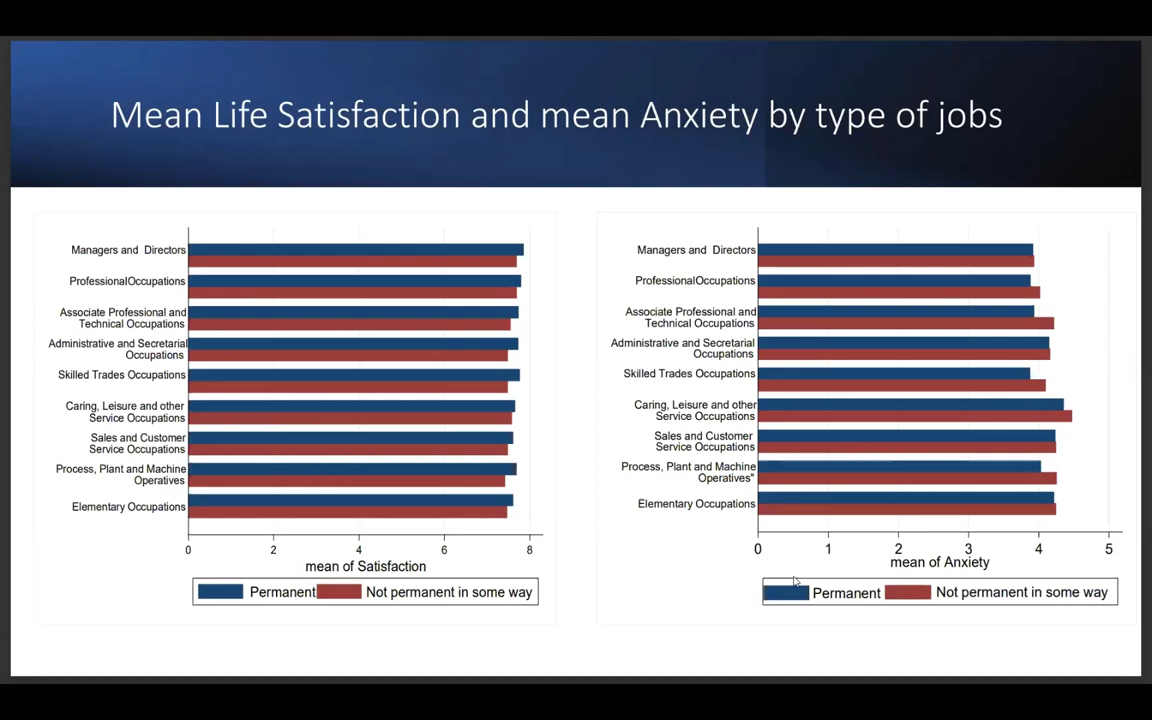 Mean Life Satisfaction and mean Anxiety by type of jobs
Managers and Directors
ProfessionalOccupations
Associate Professional and
Technical Occupations
Administrative and Secretarial
Occupations
Skilled Trades Occupations
Caring, Leisure and other
Service Occupations
Sales and Customer
Service Occupations
Process, Plant and Machine
Operatives
Elementary Occupations
0 2 4 6 8
mean of Satisfaction
Permanent Not permanent in some way
Managers and Directors
ProfessionalOccupations
Associate Professional and
Technical Occupations
Administrative and Secretarial
Occupations
Skilled Trades Occupations
Caring, Leisure and other
Service Occupations
Sales and Customer
Service Occupations
Process, Plant and Machine
Operatives"
Elementary Occupations
0 1 2 3 4 5
mean of Anxiety
Permanent Not permanent in some way